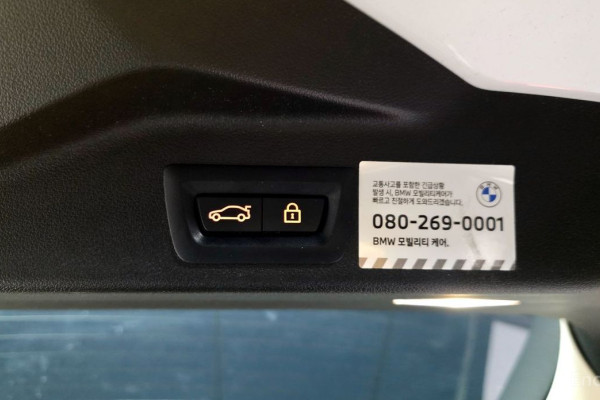 교통사고를 포함한 긴급상황
발생 시, BMW 모빌리티케어가
빠르고 친절하게 도와드리겠습니다.
080-269-0001
BMW 모빌리티 케어.